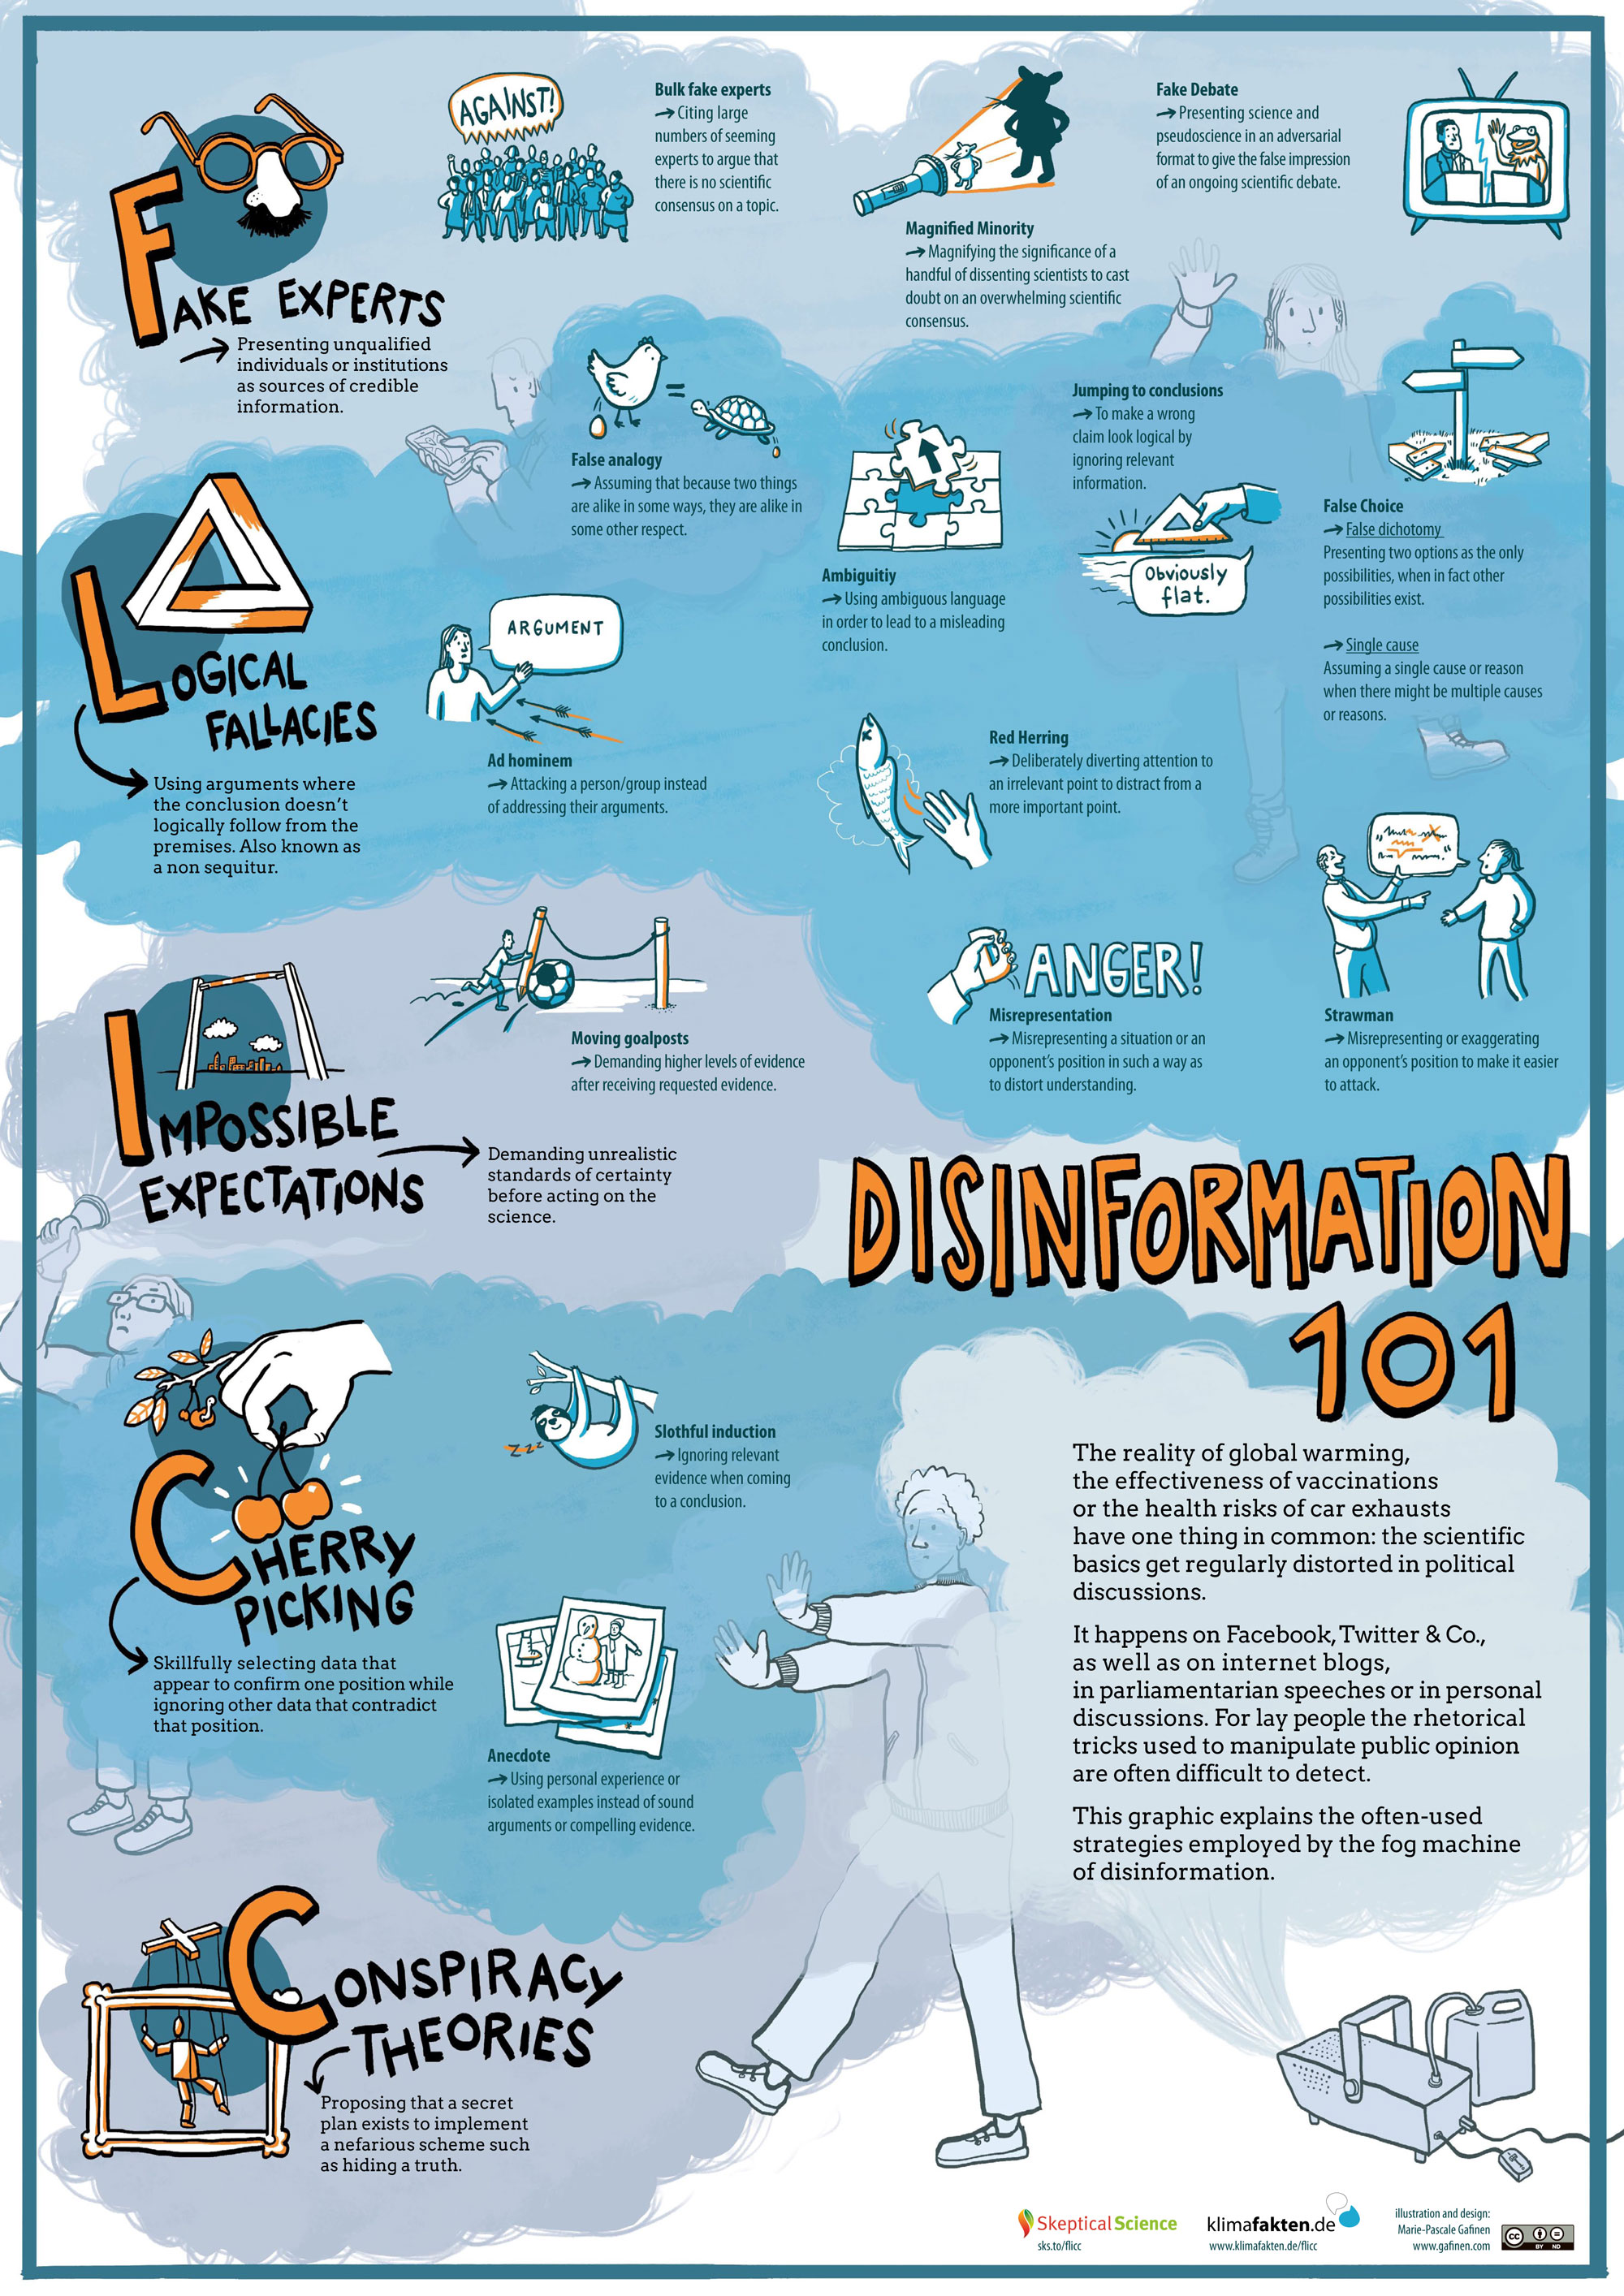 FAKE EXPERTS
Presenting unqualified
individuals or institutions
as sources of credible
information.
AGAINST!
Bulk fake experts
→ Citing large
numbers of seeming
experts to argue that
there is no scientific
consensus on a topic.
Magnified Minority
→ Magnifying the significance of a
handful of dissenting scientists to cast
doubt on an overwhelming scientific
consensus.
Fake Debate
→ Presenting science and
pseudoscience in an adversarial
format to give the false impression
of an ongoing scientific debate.
LOGICAL
FALLACIES
Using arguments where
the conclusion doesn't
logically follow from the
premises. Also known as
a non sequitur.
=
False analogy
→ Assuming that because two things
are alike in some ways, they are alike in
some other respect.
Ambiguitiy
→ Using ambiguous language
in order to lead to a misleading
conclusion.
Jumping to conclusions
→ To make a wrong
claim look logical by
ignoring relevant
information.
Obviously
flat.
False Choice
→ False dichotomy
Presenting two options as the only
possibilities, when in fact other
possibilities exist.
→ Single cause
Assuming a single cause or reason
when there might be multiple causes
or reasons.
ARGUMENT
Ad hominem
→ Attacking a person/group instead
of addressing their arguments.
Red Herring
→ Deliberately diverting attention to
an irrelevant point to distract from a
more important point.
ANGER!
Misrepresentation
→ Misrepresenting a situation or an
opponent's position in such a way as
to distort understanding.
Strawman
→ Misrepresenting or exaggerating
an opponent's position to make it easier
to attack.
IMPOSSIBLE
EXPECTATIONS
Demanding unrealistic
standards of certainty
before acting on the
science.
Moving goalposts
→ Demanding higher levels of evidence
after receiving requested evidence.
DISINFORMATION
101
The reality of global warming,
the effectiveness of vaccinations
or the health risks of car exhausts
have one thing in common: the scientific
basics get regularly distorted in political
discussions.
It happens on Facebook, Twitter & Co.,
as well as on internet blogs,
in parliamentarian speeches or in personal
discussions. For lay people the rhetorical
tricks used to manipulate public opinion
are often difficult to detect.
This graphic explains the often-used
strategies employed by the fog machine
of disinformation.
CHERRY
PICKING
Skillfully selecting data that
appear to confirm one position while
ignoring other data that contradict
that position.
zzz
Slothful induction
→ Ignoring relevant
evidence when coming
to a conclusion.
Anecdote
→ Using personal experience or
isolated examples instead of sound
arguments or compelling evidence.
CONSPIRACY
THEORIES
Proposing that a secret
plan exists to implement
a nefarious scheme such
as hiding a truth.
Skeptical Science
sks.to/flicc
klimafakten.de
www.klimafakten.de/flicc
illustration and design:
Marie-Pascale Gafinen
www.gafinen.com
cc BY ND